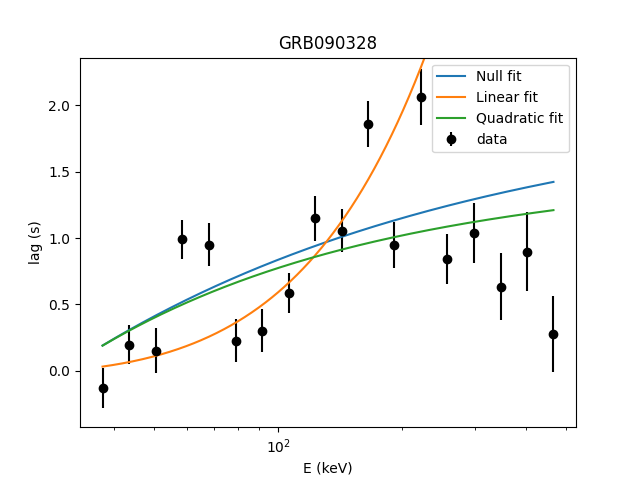 GRB090328
Null fit
Linear fit
Quadratic fit
data
2.0
1.5
1.0
0.5
0.0
lag (s)
10²
E (keV)